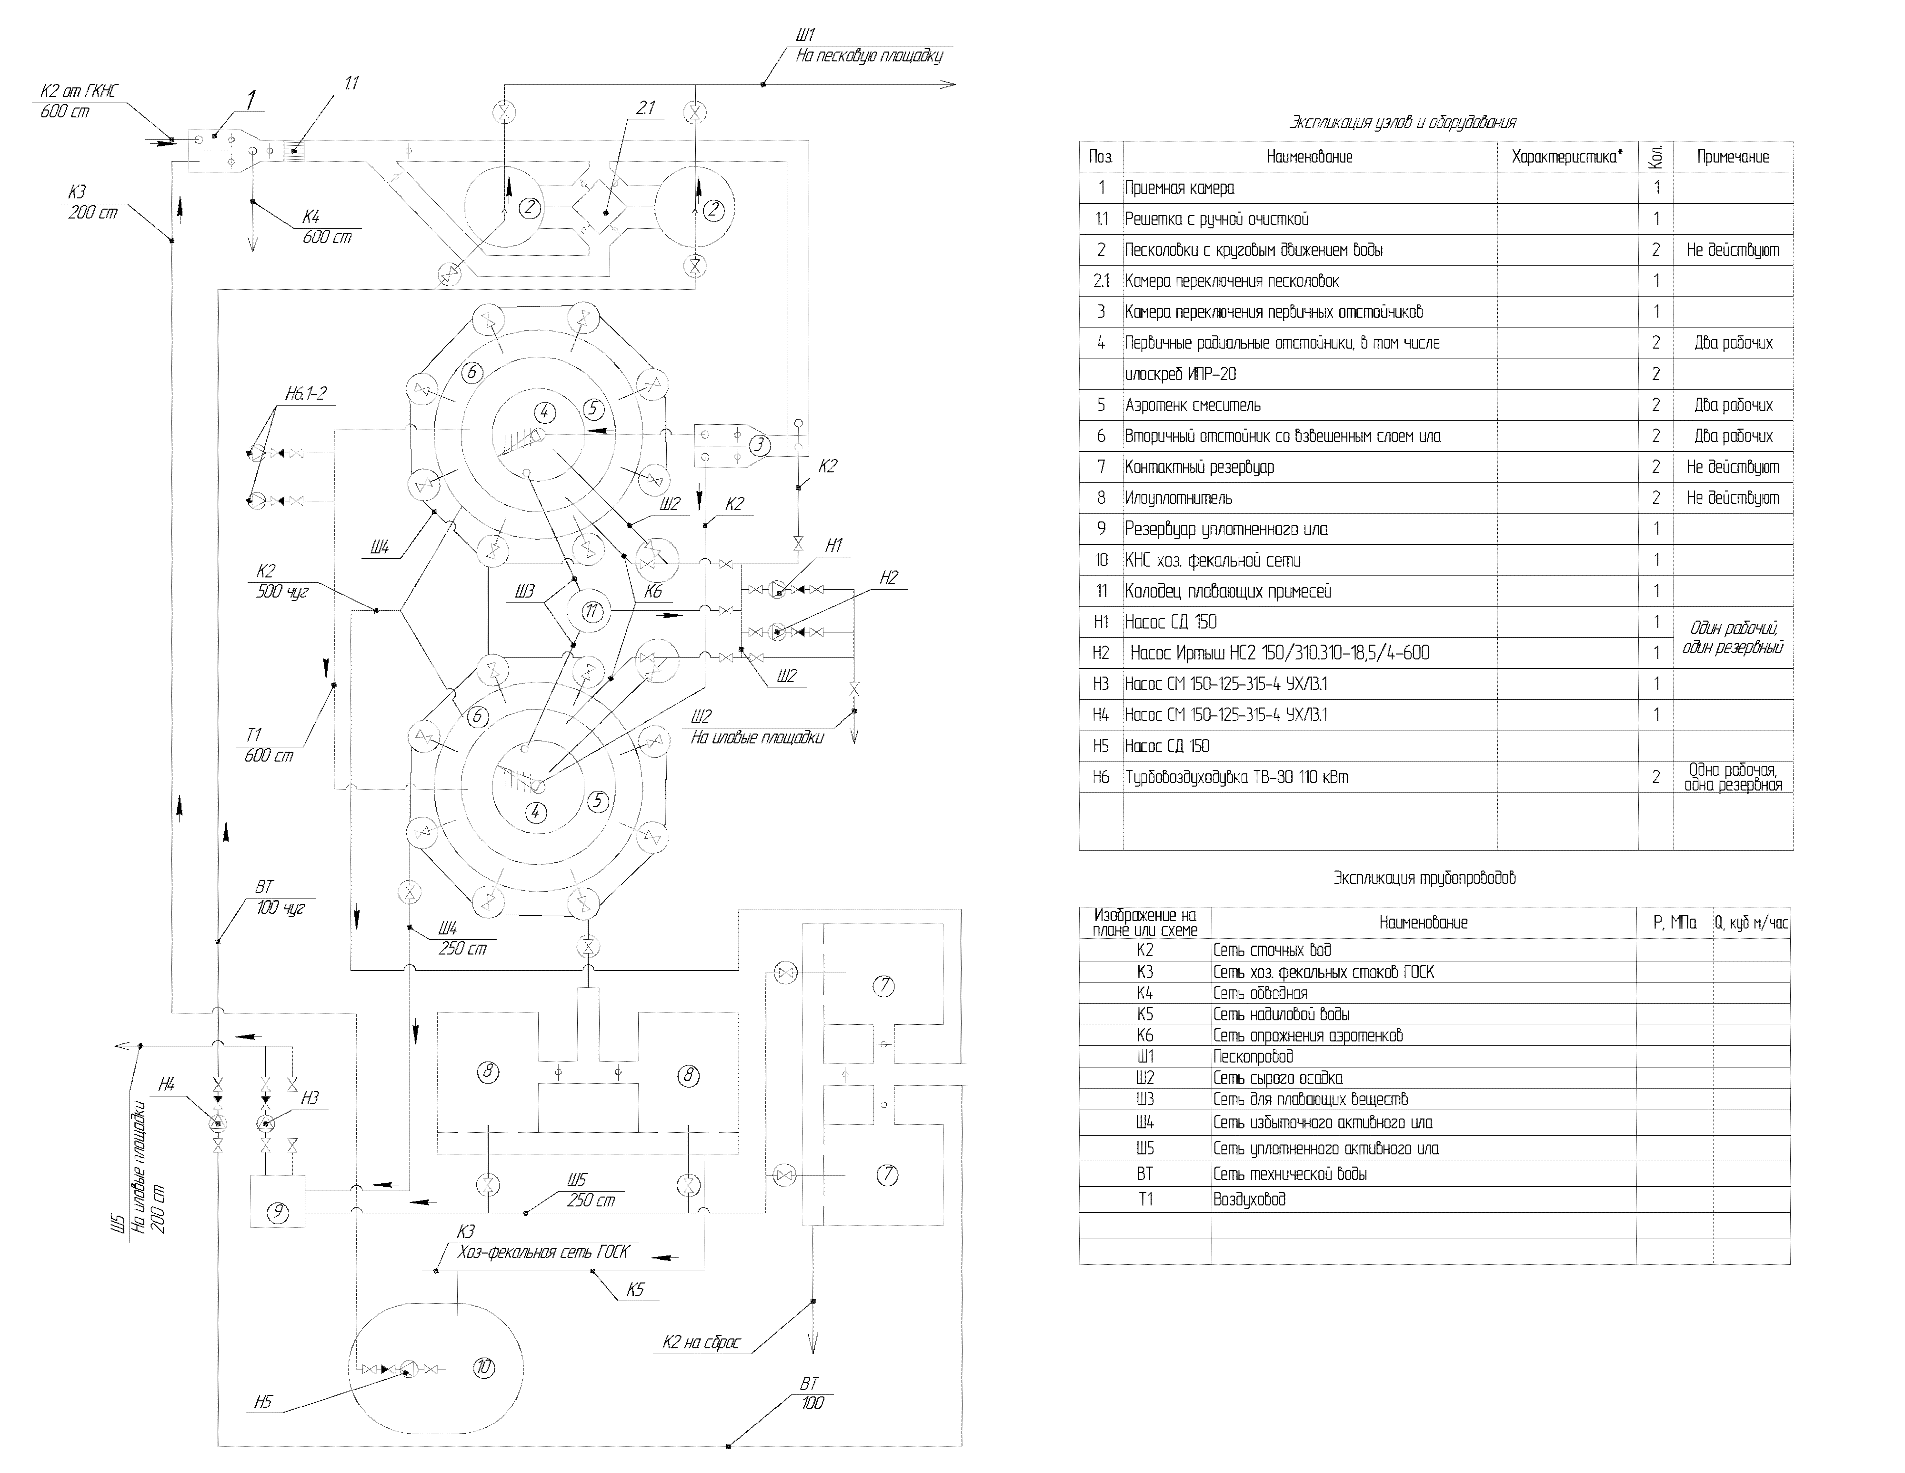 Ш1
На песковую площадку
К2 от ГКНС
600 ст
1
1.1
2.1
К3
200 ст
К4
600 ст
2
2
6
4
5
Н6.1-2
3
К2
Ш4
Ш2
К2
Н1
Н2
К2
500 чуг
Ш3
11
К6
Ш2
Т1
600 ст
6
4
5
Ш2
На иловые площадки
ВТ
100 чуг
Ш4
250 ст
7
8
8
Н4
Н3
Ш5
На иловые площадки
200 ст
9
Ш5
250 ст
7
К3
Хоз-фекальная сеть ГОСК
К5
К2 на сброс
10
Н5
ВТ
100
Экспликация узлов и оборудования
Поз. Наименование Характеристика* Кол. Примечание
1 Приемная камера 1
1.1 Решетка с ручной очисткой 1
2 Песколовки с круговым движением воды 2 Не действуют
2.1 Камера переключения песколовок 1
3 Камера переключения первичных отстойчиков 1
4 Первичные радиальные отстойники, в том числе 2 Два рабочих
илоскреб ИПР-20 2
5 Аэротенк смеситель 2 Два рабочих
6 Вторичный отстойник со взвешенным слоем ила 2 Два рабочих
7 Контактный резервуар 2 Не действуют
8 Илоуплотнитель 2 Не действуют
9 Резервуар уплотненного ила 1
10 КНС хоз. фекальной сети 1
11 Колодец плавающих примесей 1
Н1 Насос СД 150 1 Один рабочий,
один резервный
Н2 Насос Иртыш НС2 150/310.310-18,5/4-600 1
Н3 Насос СМ 150-125-315-4 УХЛ3.1 1
Н4 Насос СМ 150-125-315-4 УХЛ3.1 1
Н5 Насос СД 150
Н6 Турбовоздуходувка ТВ-90 110 кВт 2 Одна рабочая,
одна резервная
Экспликация трубопроводов
Изображение на
плане или схеме Наименование Р, МПа Q, куб м/час
К2 Сеть сточных вод
К3 Сеть хоз. фекальных стоков ГОСК
К4 Сеть обводная
К5 Сеть надиловой воды
К6 Сеть опрожнения аэротенков
Ш1 Пескопровод
Ш2 Сеть сырого осадка
Ш3 Сеть для плавающих веществ
Ш4 Сеть избыточного активного ила
Ш5 Сеть уплотненного активного ила
ВТ Сеть технической воды
Т1 Воздуховод